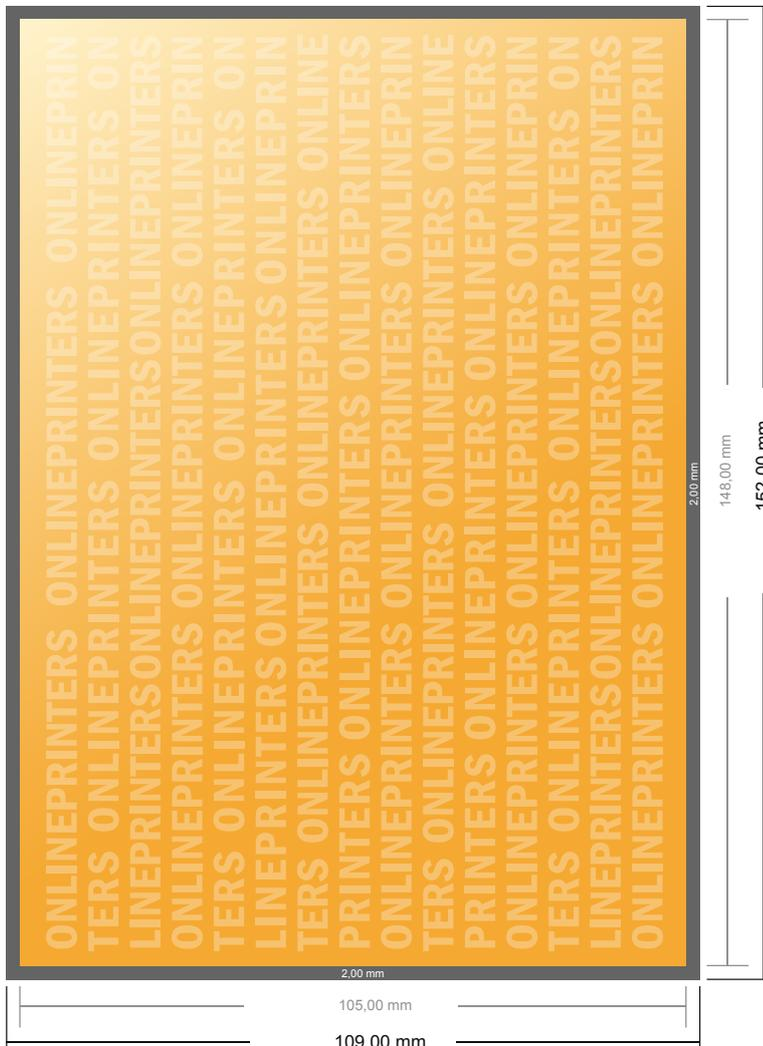 ONLINEPRINTERS ONLINEPRINTERS ONLINEPRIN
TERS ONLINEPRINTERS ONLINEPRINTERS ON
LINEPRINTERSONLINEPRINTERSONLINEPRINTERS
ONLINEPRINTERS ONLINEPRINTERS ONLINEPRIN
TERS ONLINEPRINTERS ONLINEPRINTERS ON
LINEPRINTERS ONLINEPRINTERS ONLINEPRIN
TERS ONLINEPRINTERS ONLINEPRINTERS ONLINE
PRINTERS ONLINEPRINTERS ONLINEPRINTERS
ONLINEPRINTERS ONLINEPRINTERS ONLINEPRIN
TERS ONLINEPRINTERS ONLINEPRINTERS ONLINE
PRINTERS ONLINEPRINTERS ONLINEPRINTERS
ONLINEPRINTERS ONLINEPRINTERS ONLINEPRIN
TERS ONLINEPRINTERS ONLINEPRINTERS ON
LINEPRINTERSONLINEPRINTERSONLINEPRINTERS
ONLINEPRINTERS ONLINEPRINTERS ONLINEPRIN
2,00 mm
148,00 mm
152,00 mm
2,00 mm
105,00 mm
109,00 mm